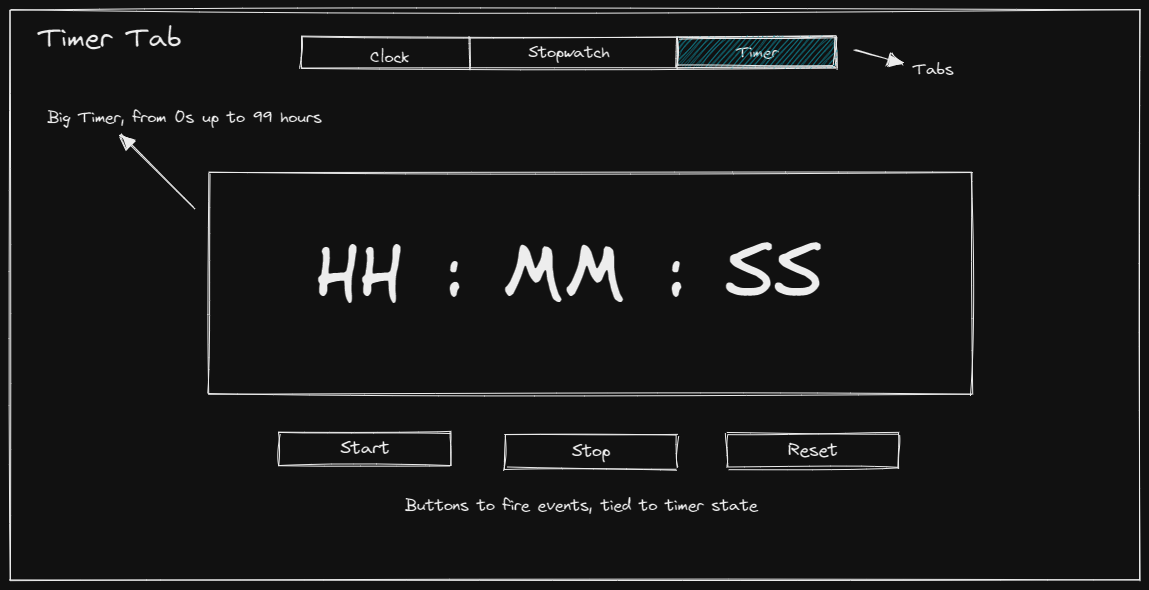 Timer Tab
Clock
Stopwatch
Timer
Tabs
Big Timer, from 0s up to 99 hours
HH : MM : SS
Start
Stop
Reset
Buttons to fire events, tied to timer state